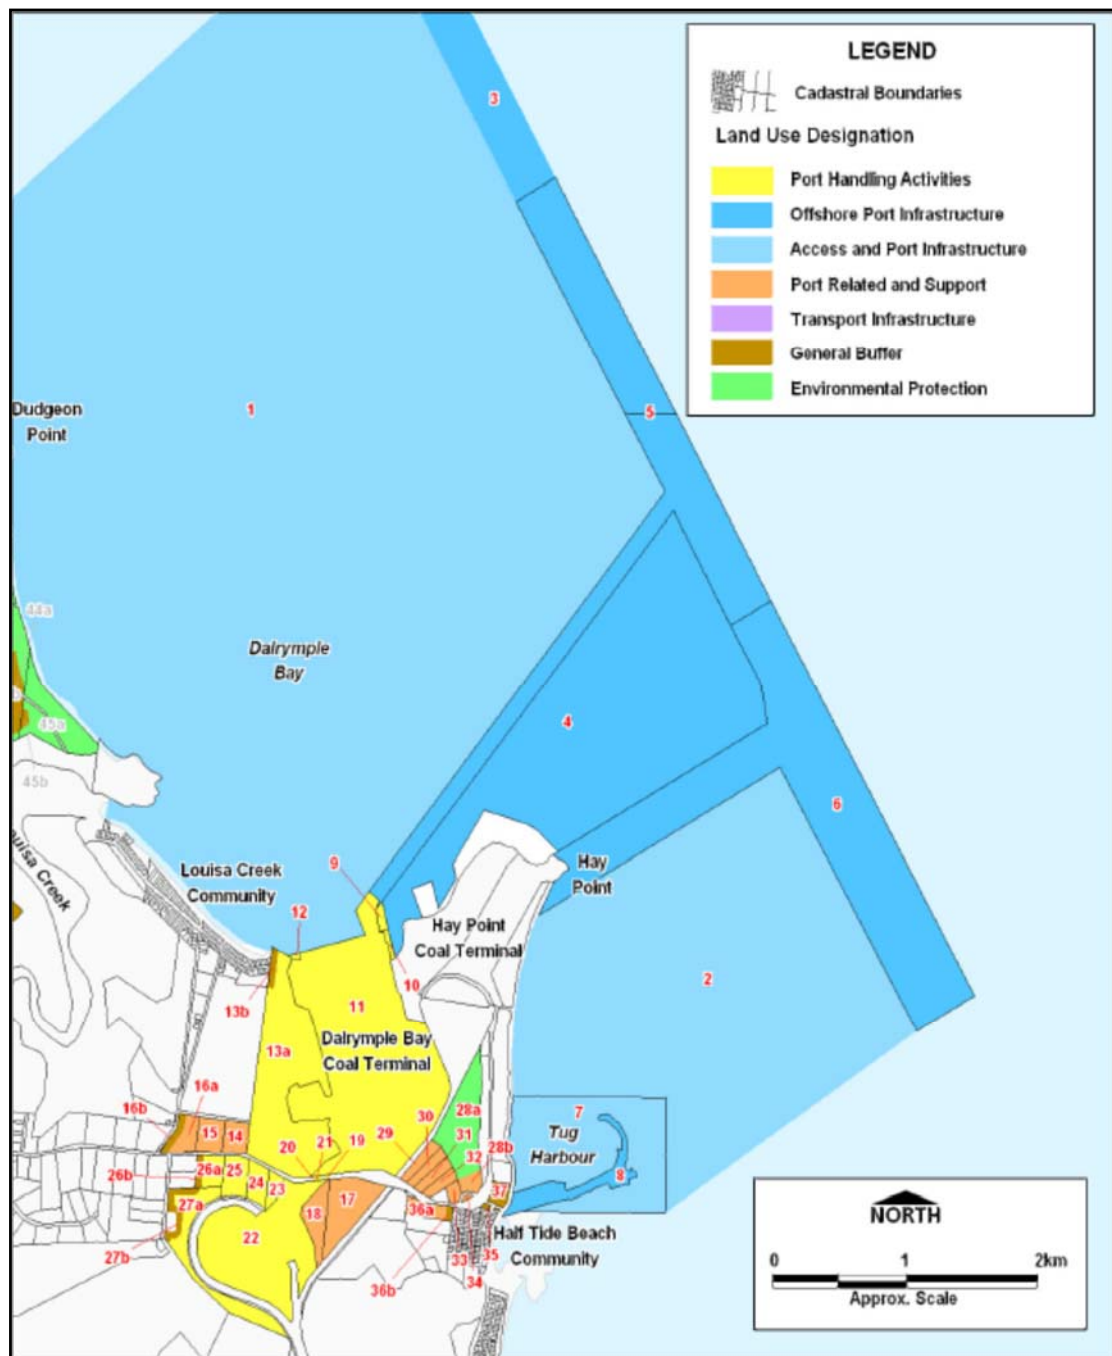 LEGEND
Cadastral Boundaries
Land Use Designation
Port Handling Activities
Offshore Port Infrastructure
Access and Port Infrastructure
Port Related and Support
Transport Infrastructure
General Buffer
Environmental Protection
3
1
5
Dudgeon
Point
44a
Dalrymple
Bay
45a
4
45b
6
9
Louisa Creek
Community
Hay
Point
Creek
12
Hay Point
Coal Terminal
2
10
13b
11
13a
Dalrymple Bay
Coal Terminal
16a
16b
15
14
30
28a
7
20
21
19
29
31
Tug
Harbour
28b
32
8
26b
26a
25
24
23
17
37
27a
18
36a
22
Half Tide Beach
Community
27b
33
35
34
36b
NORTH
0
1
2km
Approx. Scale